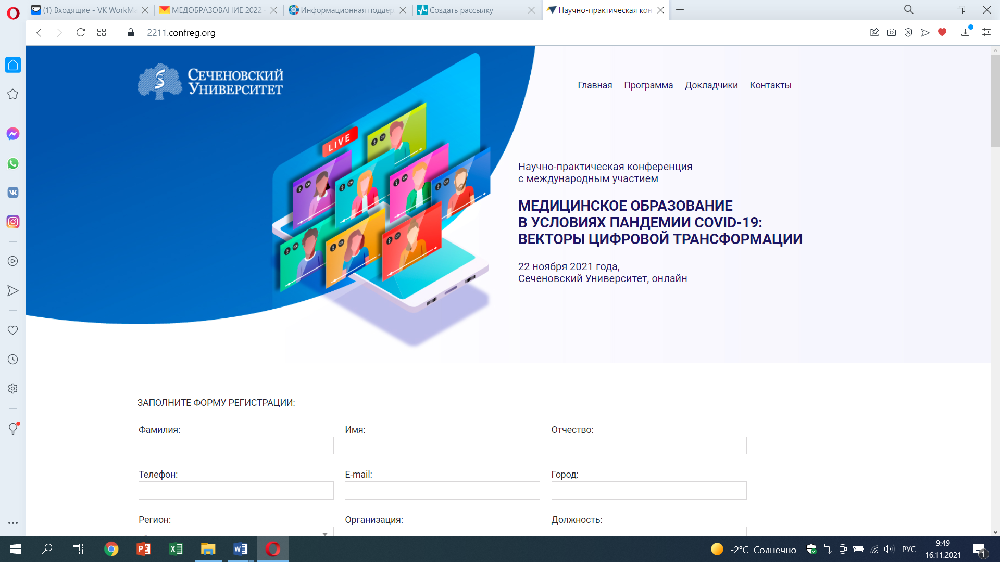 (1) Входящие - VK WorkMa
МЕДОБРАЗОВАНИЕ 2022
Информационная поддер
Создать рассылку
Научно-практическая кон
2211.confreg.org
СЕЧЕНОВСКИЙ
УНИВЕРСИТЕТ
Главная Программа Докладчики Контакты
LIVE
Научно-практическая конференция
с международным участием
МЕДИЦИНСКОЕ ОБРАЗОВАНИЕ
В УСЛОВИЯХ ПАНДЕМИИ COVID-19:
ВЕКТОРЫ ЦИФРОВОЙ ТРАНСФОРМАЦИИ
22 ноября 2021 года,
Сеченовский Университет, онлайн
ЗАПОЛНИТЕ ФОРМУ РЕГИСТРАЦИИ:
Фамилия: Имя: Отчество:
Телефон: E-mail: Город:
Регион: Организация: Должность:
-2°C Солнечно
РУС
9:49
16.11.2021
1